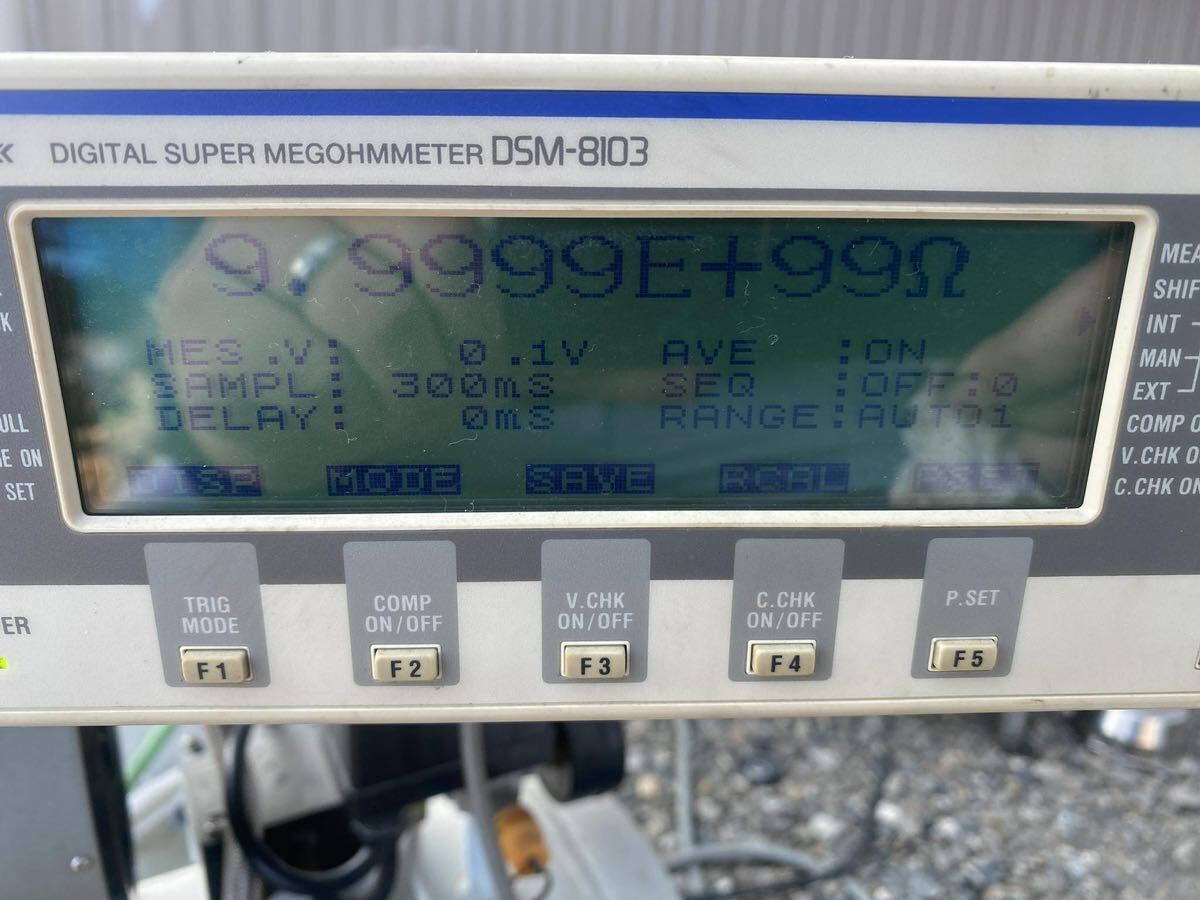 DIGITAL SUPER MEGOHMMETER DSM-8103
9.9999E+99Ω
MES.V: 0.1V AVE :ON
SAMPL: 300mS SEQ :OFF:0
DELAY: 0mS RANGE:AUTO1
MODE SAVE RCAL
MEA
SHIF
INT
MAN
EXT
COMP O
V.CHK O
C.CHK ON
K
ULL
E ON
SET
ER
TRIG MODE
F1
COMP ON/OFF
F2
V.CHK ON/OFF
F3
C.CHK ON/OFF
F4
P.SET
F5